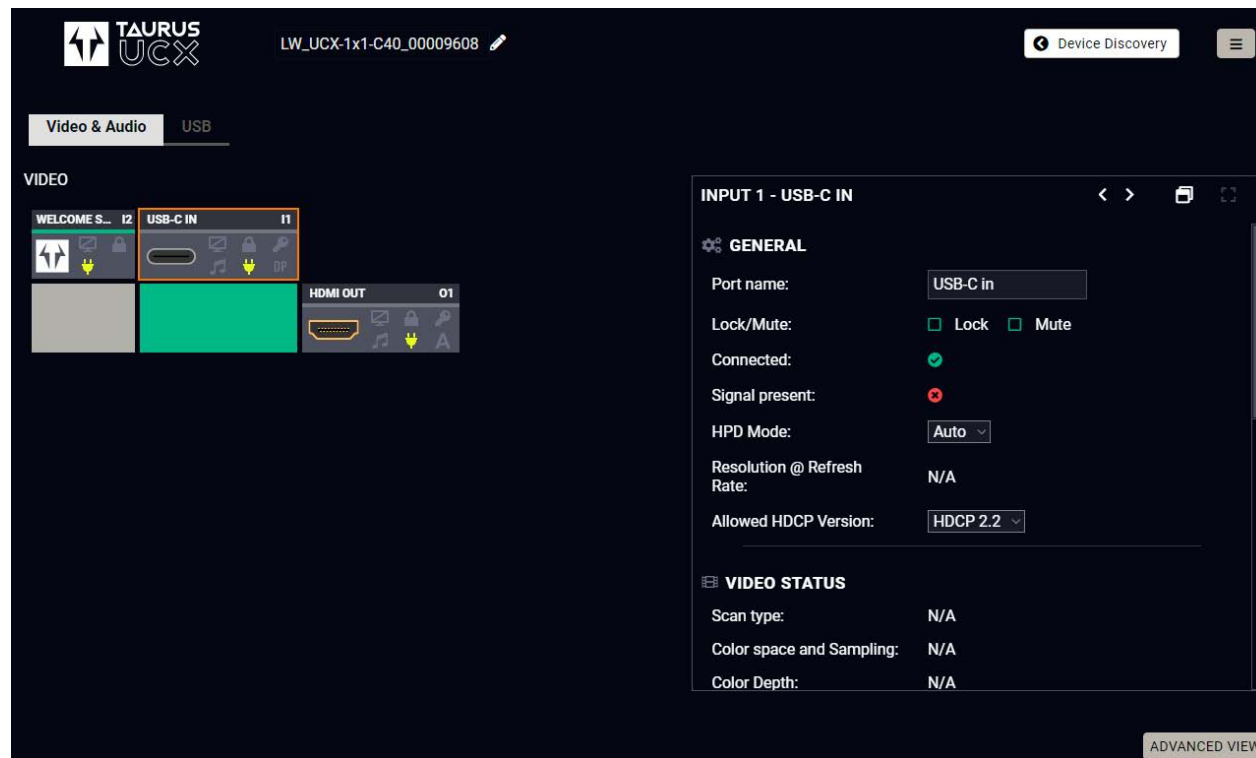 TAURUS
UCX
LW_UCX-1x1-C40_00009608
Device Discovery
Video & Audio
USB
VIDEO
WELCOME S... I2
USB-C IN I1
DP
HDMI OUT O1
A
INPUT 1 - USB-C IN
GENERAL
Port name: USB-C in
Lock/Mute: Lock Mute
Connected:
Signal present:
HPD Mode: Auto
Resolution @ Refresh
Rate: N/A
Allowed HDCP Version: HDCP 2.2
VIDEO STATUS
Scan type: N/A
Color space and Sampling: N/A
Color Depth: N/A
ADVANCED VIEW